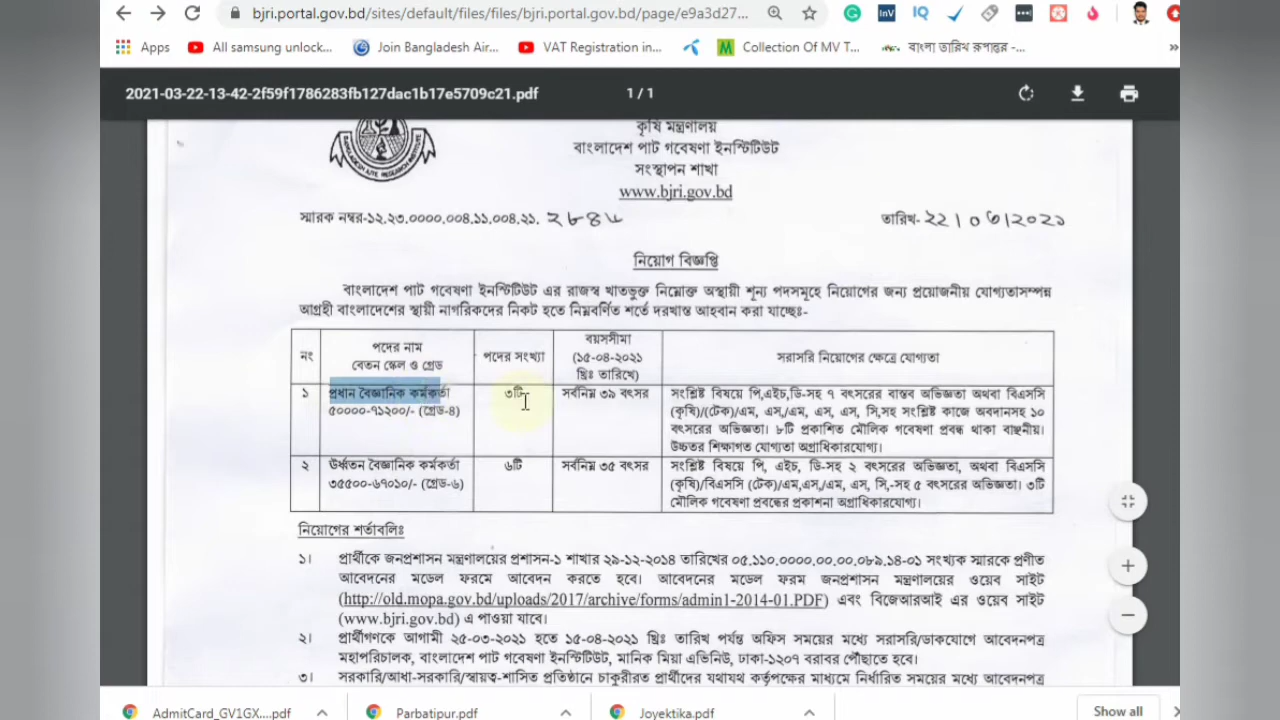 bjri.portal.gov.bd/sites/default/files/files/bjri.portal.gov.bd/page/e9a3d27...
Apps All samsung unlock... Join Bangladesh Air... VAT Registration in... Collection Of MV T... বাংলা তারিখ রূপান্তর -... »
2021-03-22-13-42-2f59f1786283fb127dac1b17e5709c21.pdf 1 / 1
কৃষি মন্ত্রণালয়
বাংলাদেশ পাট গবেষণা ইনস্টিটিউট
সংস্থাপন শাখা
www.bjri.gov.bd
স্মারক নম্বর-১২.২৩.০০০০.০০৪.১১.০০৪.২১. তারিখ-২২|০৩|২০২১
নিয়োগ বিজ্ঞপ্তি
বাংলাদেশ পাট গবেষণা ইনস্টিটিউট এর রাজস্ব খাতভুক্ত নিম্নোক্ত অস্থায়ী শূন্য পদসমূহে নিয়োগের জন্য প্রয়োজনীয় যোগ্যতাসম্পন্ন
আগ্রহী বাংলাদেশের স্থায়ী নাগরিকদের নিকট হতে নিম্নবর্ণিত শর্তে দরখাস্ত আহবান করা যাচ্ছেঃ-
নং পদের নাম বেতন স্কেল ও গ্রেড পদের সংখ্যা বয়সসীমা (১৫-০৪-২০২১ খ্রিঃ তারিখে) সরাসরি নিয়োগের ক্ষেত্রে যোগ্যতা
১ প্রধান বৈজ্ঞানিক কর্মকর্তা ৩টি সর্বনিম্ন ৩৯ বৎসর সংশ্লিষ্ট বিষয়ে পি,এইচ,ডি-সহ ৭ বৎসরের বাস্তব অভিজ্ঞতা অথবা বিএসসি
৫০০০০-৭১২০০/- (গ্রেড-৪) (কৃষি)/(টেক)/এম, এস,/এম, এস, এস, সি,সহ সংশ্লিষ্ট কাজে অবদানসহ ১০
বৎসরের অভিজ্ঞতা। ৮টি প্রকাশিত মৌলিক গবেষণা প্রবন্ধ থাকা বাঞ্ছনীয়।
উচ্চতর শিক্ষাগত যোগ্যতা অগ্রাধিকারযোগ্য।
২ ঊর্ধ্বতন বৈজ্ঞানিক কর্মকর্তা ৬টি সর্বনিম্ন ৩৫ বৎসর সংশ্লিষ্ট বিষয়ে পি, এইচ, ডি-সহ ২ বৎসরের অভিজ্ঞতা, অথবা বিএসসি
৩৫৫০০-৬৭০১০/- (গ্রেড-৬) (কৃষি)/বিএসসি (টেক)/এম,এস,/এম, এস, সি,-সহ ৫ বৎসরের অভিজ্ঞতা। ৩টি
মৌলিক গবেষণা প্রবন্ধের প্রকাশনা অগ্রাধিকারযোগ্য।
নিয়োগের শর্তাবলিঃ
১। প্রার্থীকে জনপ্রশাসন মন্ত্রণালয়ের প্রশাসন-১ শাখার ২৯-১২-২০১৪ তারিখের ০৫.১১০.০০০০.০০.০০.০৮৯.১৪-০১ সংখ্যক স্মারকে প্রণীত
আবেদনের মডেল ফরমে আবেদন করতে হবে। আবেদনের মডেল ফরম জনপ্রশাসন মন্ত্রণালয়ের ওয়েব সাইট
(http://old.mopa.gov.bd/uploads/2017/archive/forms/admin1-2014-01.PDF) এবং বিজেআরআই এর ওয়েব সাইট
(www.bjri.gov.bd) এ পাওয়া যাবে।
২। প্রার্থীগণকে আগামী ২৫-০৩-২০২১ হতে ১৫-০৪-২০২১ খ্রিঃ তারিখ পর্যন্ত অফিস সময়ের মধ্যে সরাসরি/ডাকযোগে আবেদনপত্র
মহাপরিচালক, বাংলাদেশ পাট গবেষণা ইনস্টিটিউট, মানিক মিয়া এভিনিউ, ঢাকা-১২০৭ বরাবর পৌঁছাতে হবে।
৩। সরকারি/আধা-সরকারি/স্বায়ত্ব-শাসিত প্রতিষ্ঠানে চাকুরীরত প্রার্থীদের যথাযথ কর্তৃপক্ষের মাধ্যমে নির্ধারিত সময়ের মধ্যে আবেদনপত্র
AdmitCard_GV1GX....pdf Parbatipur.pdf Joyektika.pdf Show all